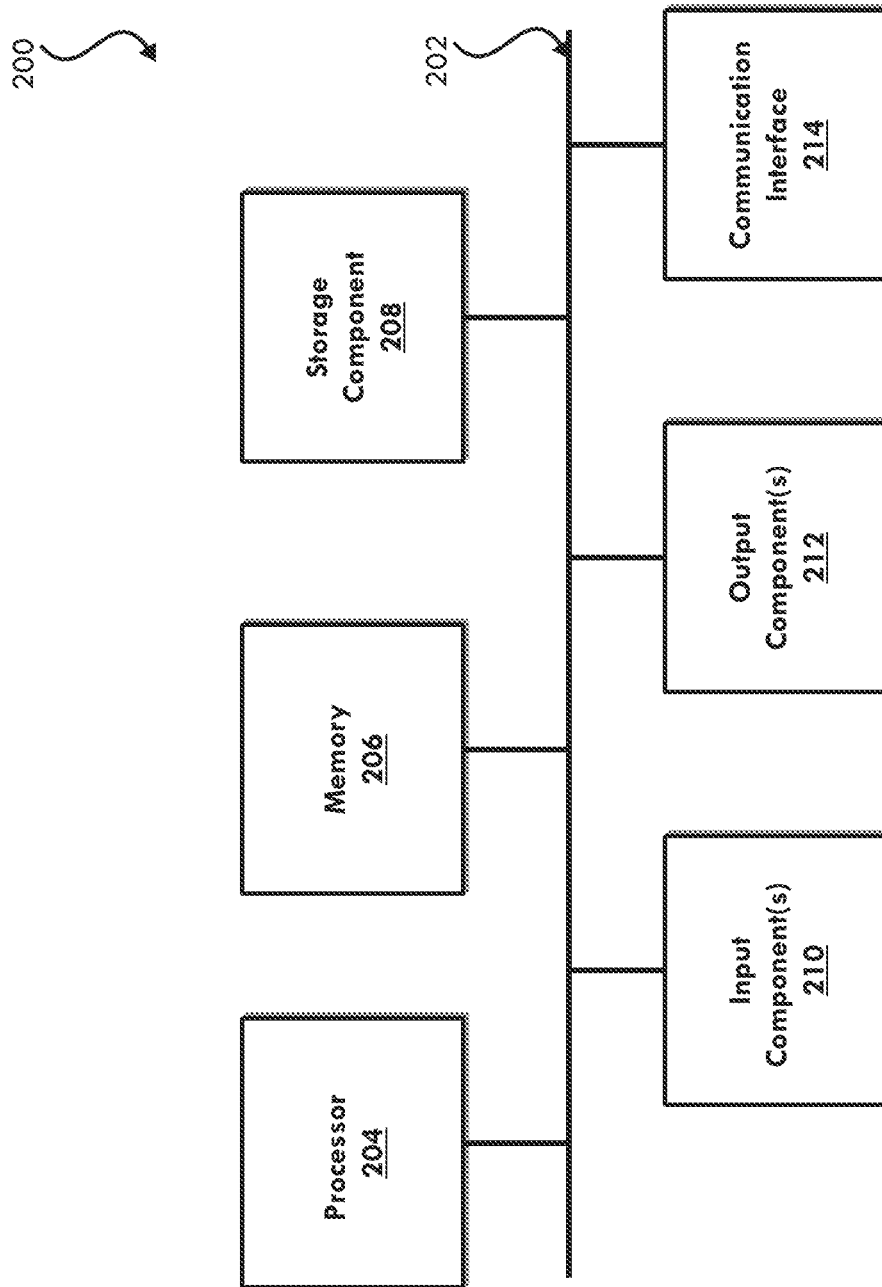 200
202
Processor
204
Memory
206
Storage
Component
208
Input
Component(s)
210
Output
Component(s)
212
Communication
Interface
214